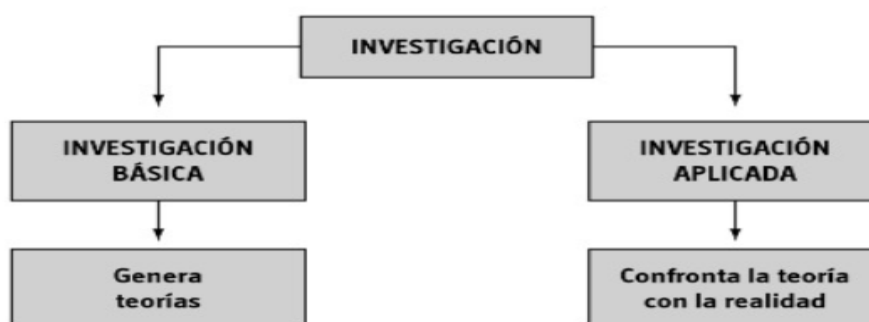 INVESTIGACIÓN
INVESTIGACIÓN
BÁSICA
INVESTIGACIÓN
APLICADA
Genera
teorías
Confronta la teoría
con la realidad